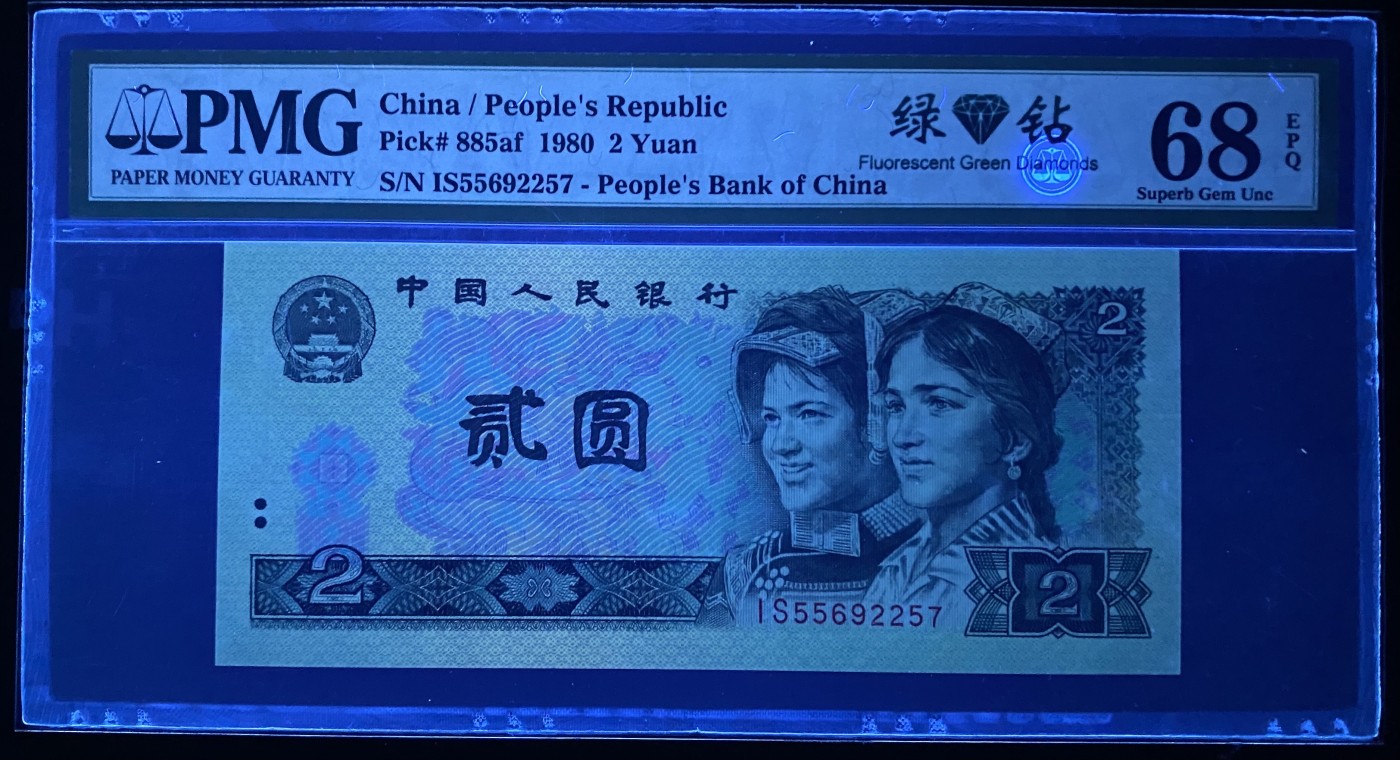 PMG
PAPER MONEY GUARANTY
China / People's Republic
Pick# 885af 1980 2 Yuan
S/N IS55692257 - People's Bank of China
绿 钻
Fluorescent Green Diamonds
68
EPQ
Superb Gem Unc
中国人民银行
2
贰圆
2
IS55692257
2